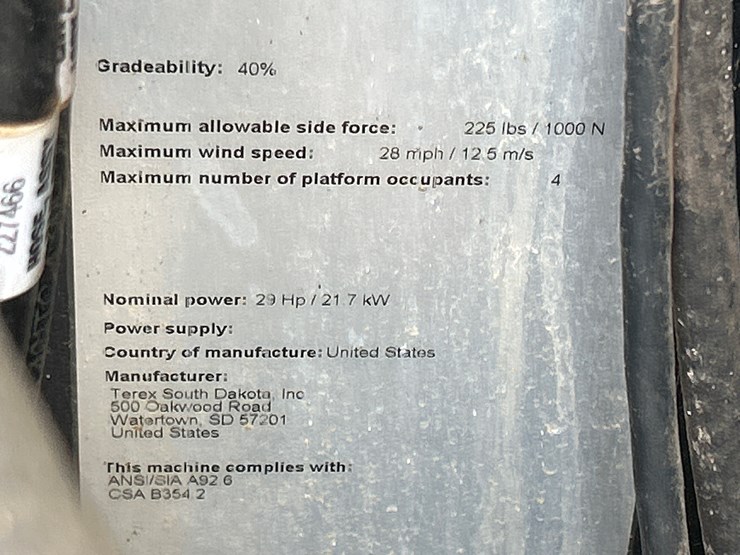 Gradeability: 40%
Maximum allowable side force: 225 lbs / 1000 N
Maximum wind speed: 28 mph / 12.5 m/s
Maximum number of platform occupants: 4
Nominal power: 29 Hp / 21.7 kW
Power supply:
Country of manufacture: United States
Manufacturer:
Terex South Dakota, Inc
500 Oakwood Road
Watertown, SD 57201
United States
This machine complies with:
ANSI/SIA A92.6
CSA B354.2
227466
HOSE ASSY